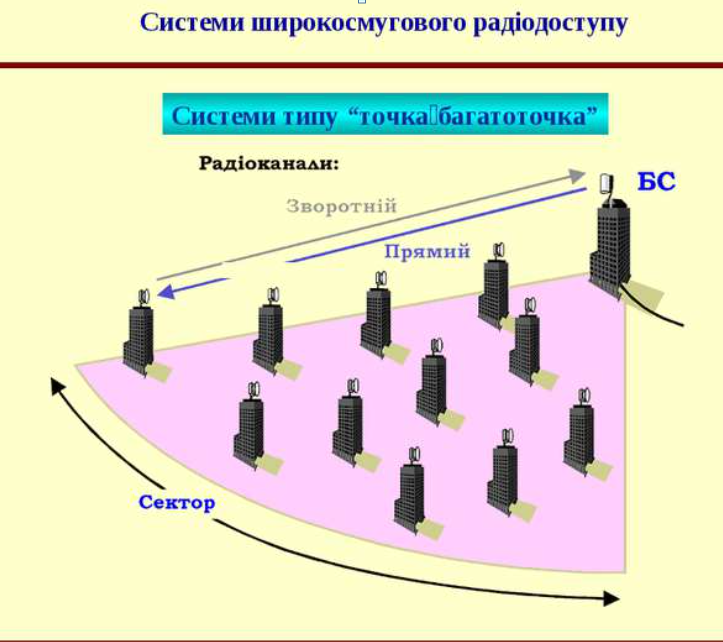 Системи широкосмугового радіодоступу
Системи типу “точка▯багатоточка”
Радіоканали:
БС
Зворотній
Прямий
Сектор